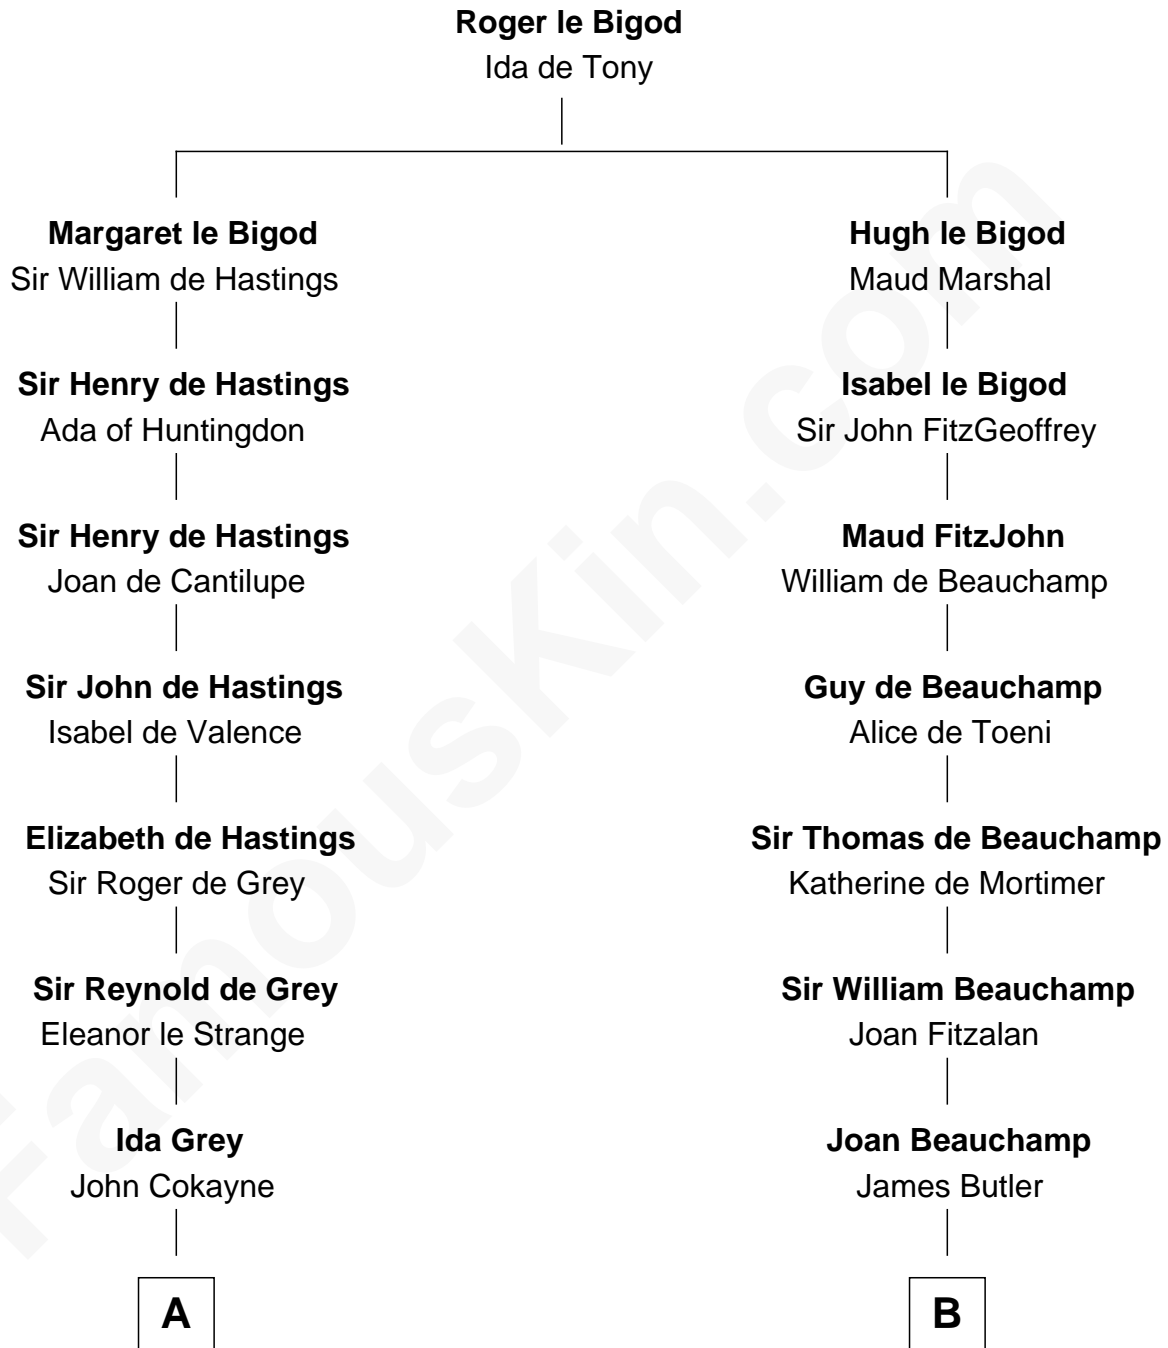 Roger le Bigod
Ida de Tony
Margaret le Bigod
Sir William de Hastings
Hugh le Bigod
Maud Marshal
Sir Henry de Hastings
Ada of Huntingdon
Isabel le Bigod
Sir John FitzGeoffrey
Sir Henry de Hastings
Joan de Cantilupe
Maud FitzJohn
William de Beauchamp
Sir John de Hastings
Isabel de Valence
Guy de Beauchamp
Alice de Toeni
Elizabeth de Hastings
Sir Roger de Grey
Sir Thomas de Beauchamp
Katherine de Mortimer
Sir Reynold de Grey
Eleanor le Strange
Sir William Beauchamp
Joan Fitzalan
Ida Grey
John Cokayne
Joan Beauchamp
James Butler
A
B
FamousKin.com